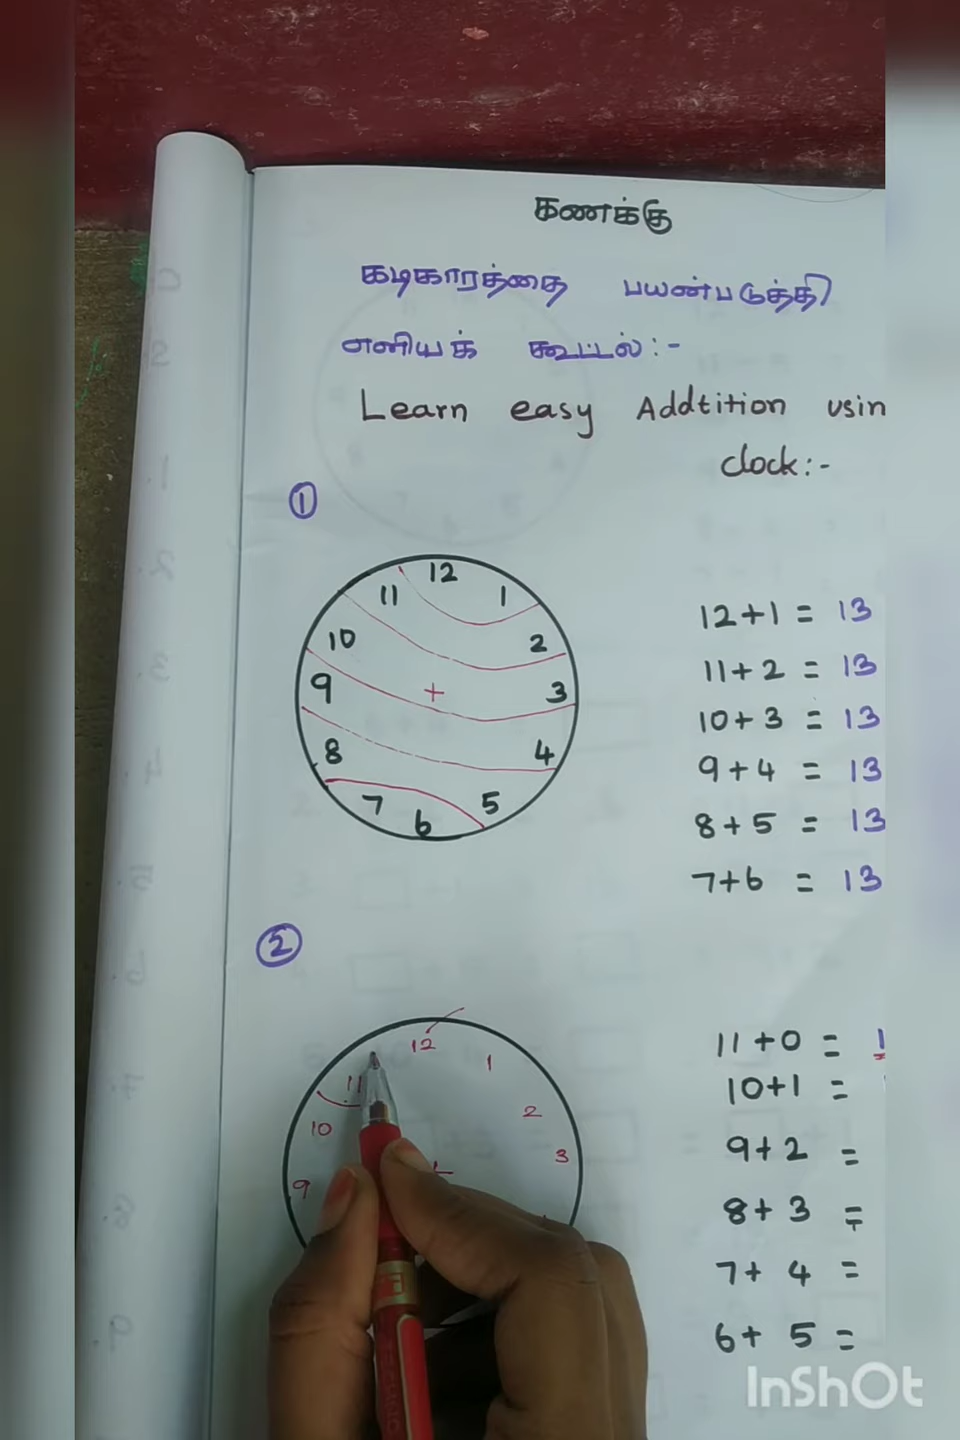 கணக்கு
கடிகாரத்தை பயன்படுத்தி
எளியக் கூட்டல்:-
Learn easy Addtition usin
clock:-
1
12
11 1
10 2
9 + 3
8 4
7 5
6
12+1 = 13
11+2 = 13
10+3 = 13
9+4 = 13
8+5 = 13
7+6 = 13
2
12
11 1
10 2
9 3
11+0 = 1
10+1 =
9+2 =
8+3 =
7+ 4 =
6+ 5 =
InShOt